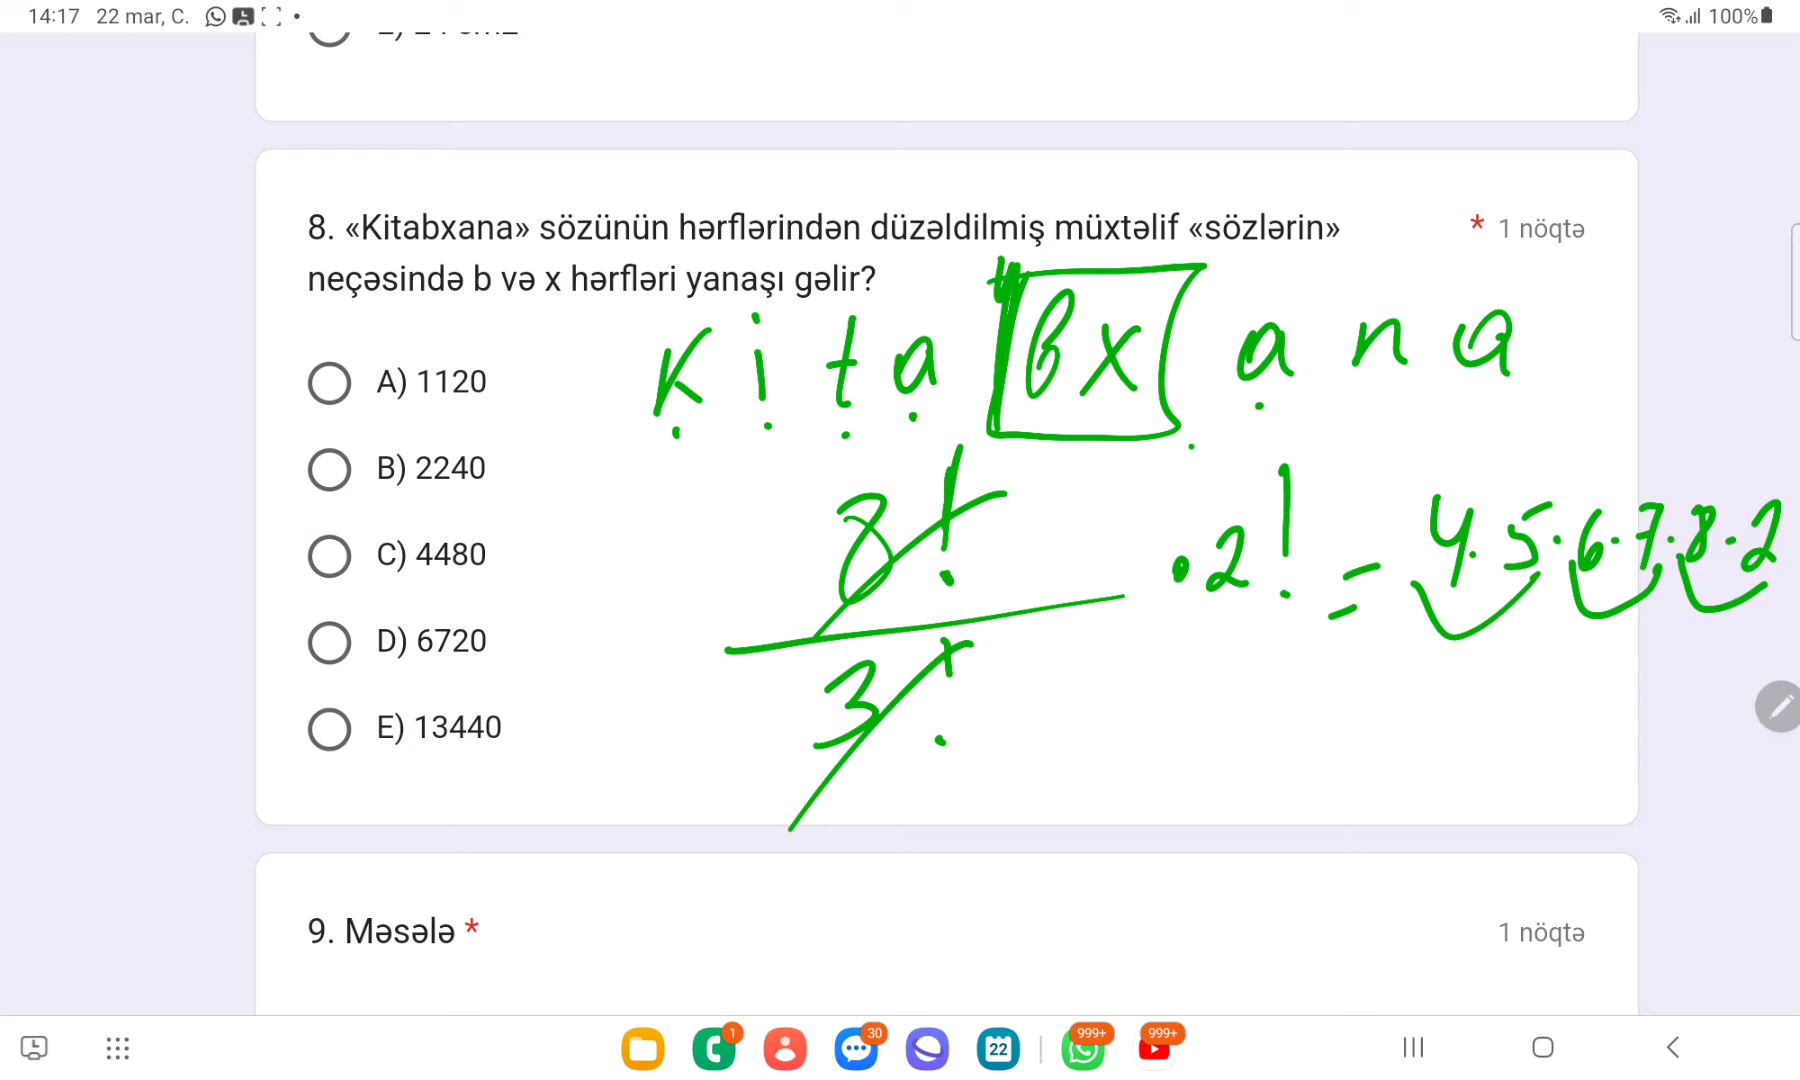 14:17 22 mar, C. 100%
8. «Kitabxana» sözünün hərflərindən düzəldilmiş müxtəlif «sözlərin» * 1 nöqtə
neçəsində b və x hərfləri yanaşı gəlir?
K i t a b x a n a
A) 1120
B) 2240
C) 4480
D) 6720
E) 13440
8! / 3! · 2! = 4·5·6·7·8·2
9. Məsələ * 1 nöqtə
1 30 22 999+ 999+